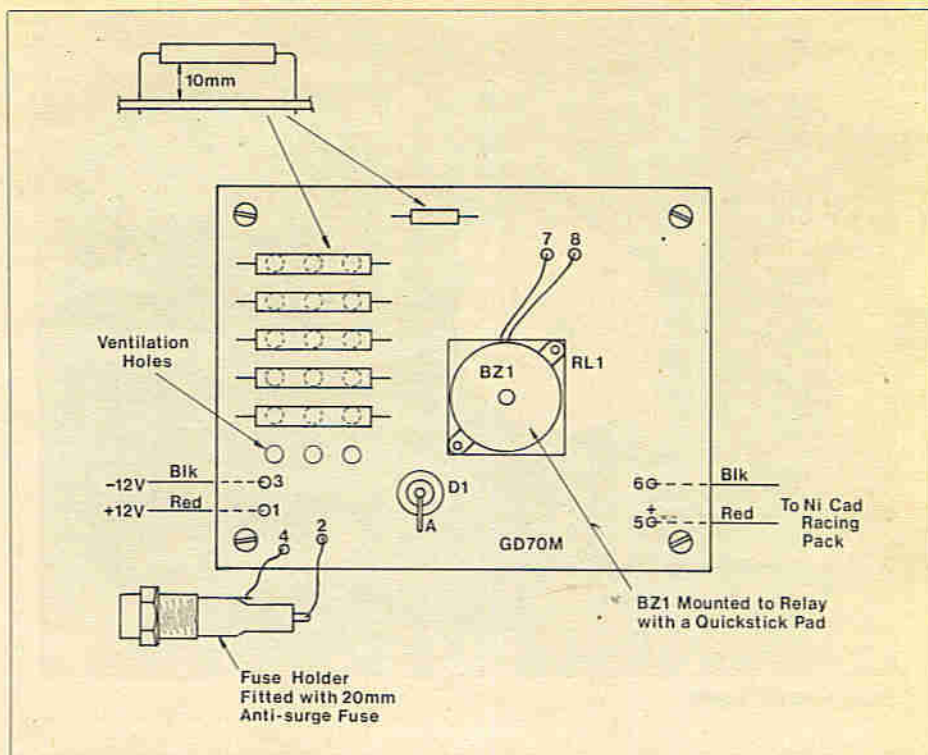 10mm
7 8
Ventilation
Holes
BZ1
RL1
-12V Blk 3
+12V Red 1
D1
A
4 2
GD70M
6 Blk
5 + Red
To Ni Cad
Racing
Pack
BZ1 Mounted to Relay
with a Quickstick Pad
Fuse Holder
Fitted with 20mm
Anti-surge Fuse